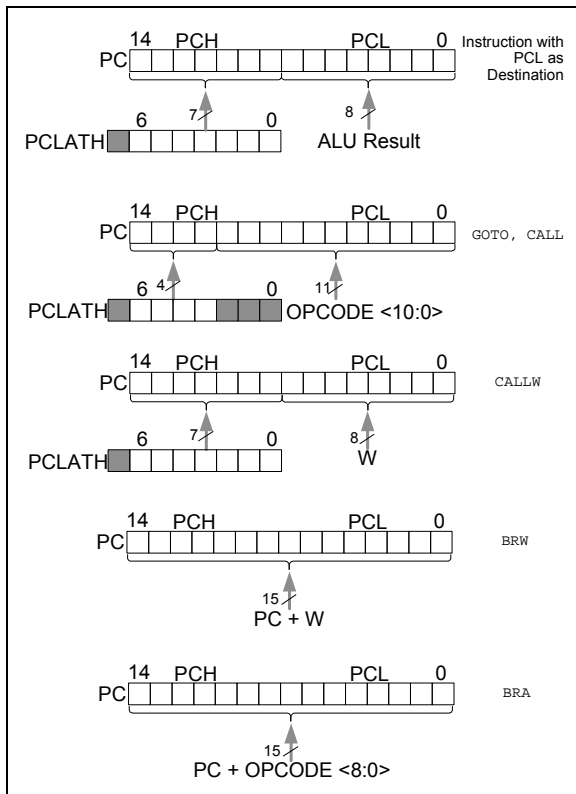 14 PCH PCL 0
PC
Instruction with
PCL as
Destination
7 8
6 0
PCLATH
ALU Result
14 PCH PCL 0
PC
GOTO, CALL
4 11
6 0
PCLATH
OPCODE <10:0>
14 PCH PCL 0
PC
CALLW
7 8
6 0
W
PCLATH
14 PCH PCL 0
PC
BRW
15
PC + W
14 PCH PCL 0
PC
BRA
15
PC + OPCODE <8:0>